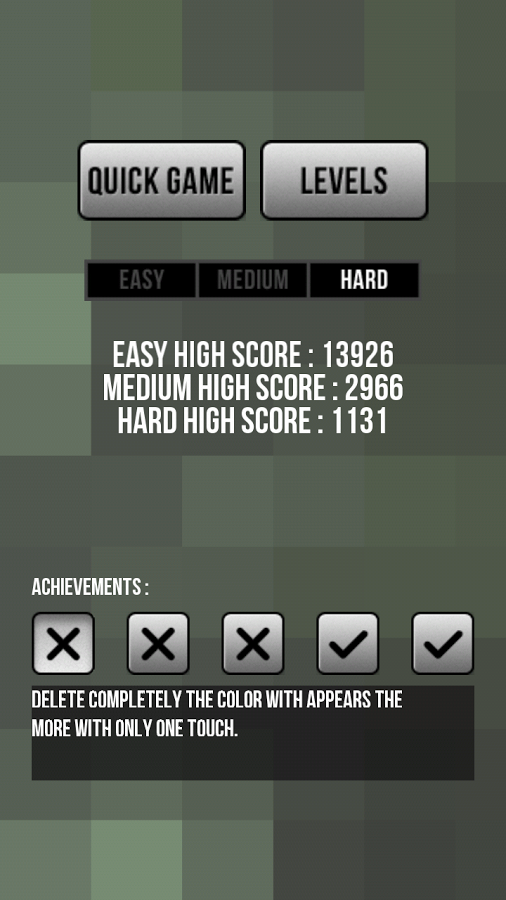 QUICK GAME LEVELS
EASY MEDIUM HARD
EASY HIGH SCORE : 13926
MEDIUM HIGH SCORE : 2966
HARD HIGH SCORE : 1131
ACHIEVEMENTS :
DELETE COMPLETELY THE COLOR WITH APPEARS THE
MORE WITH ONLY ONE TOUCH.